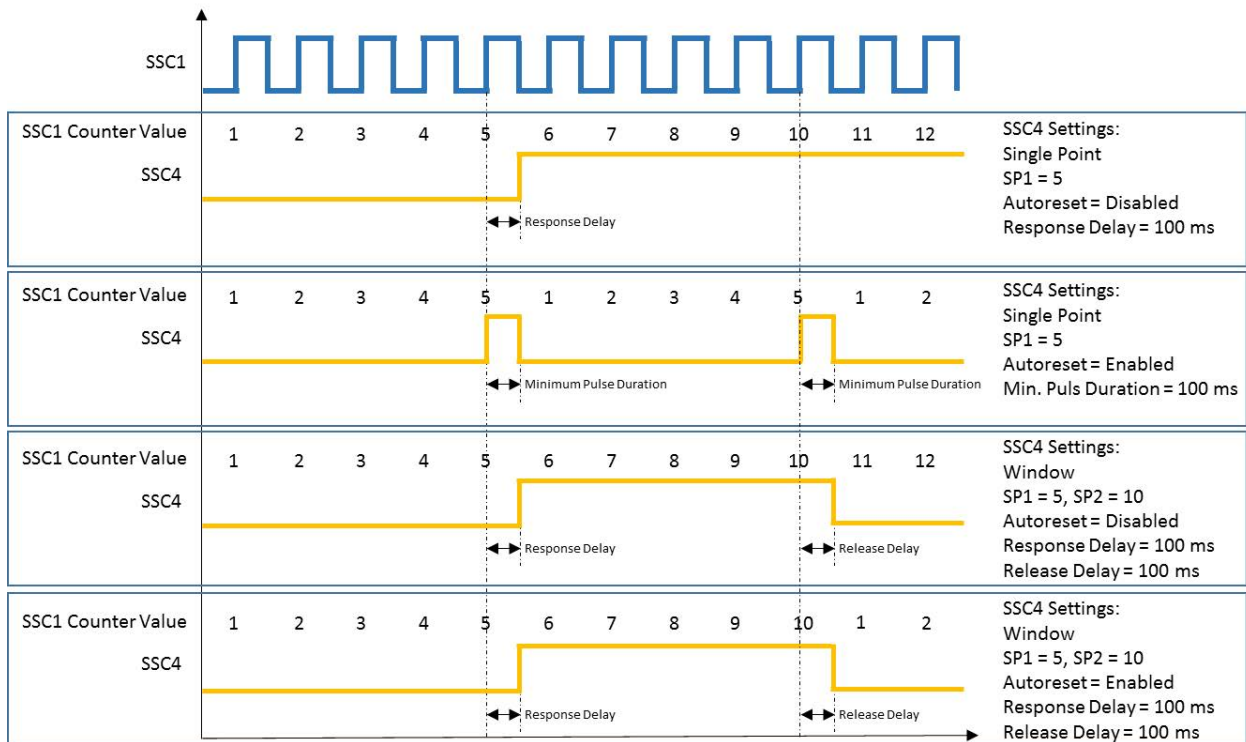 SSC1
SSC1 Counter Value 1 2 3 4 5 6 7 8 9 10 11 12
SSC4
Response Delay
SSC4 Settings:
Single Point
SP1 = 5
Autoreset = Disabled
Response Delay = 100 ms
SSC1 Counter Value 1 2 3 4 5 1 2 3 4 5 1 2
SSC4
Minimum Pulse Duration Minimum Pulse Duration
SSC4 Settings:
Single Point
SP1 = 5
Autoreset = Enabled
Min. Puls Duration = 100 ms
SSC1 Counter Value 1 2 3 4 5 6 7 8 9 10 11 12
SSC4
Response Delay Release Delay
SSC4 Settings:
Window
SP1 = 5, SP2 = 10
Autoreset = Disabled
Response Delay = 100 ms
Release Delay = 100 ms
SSC1 Counter Value 1 2 3 4 5 6 7 8 9 10 1 2
SSC4
Response Delay Release Delay
SSC4 Settings:
Window
SP1 = 5, SP2 = 10
Autoreset = Enabled
Response Delay = 100 ms
Release Delay = 100 ms